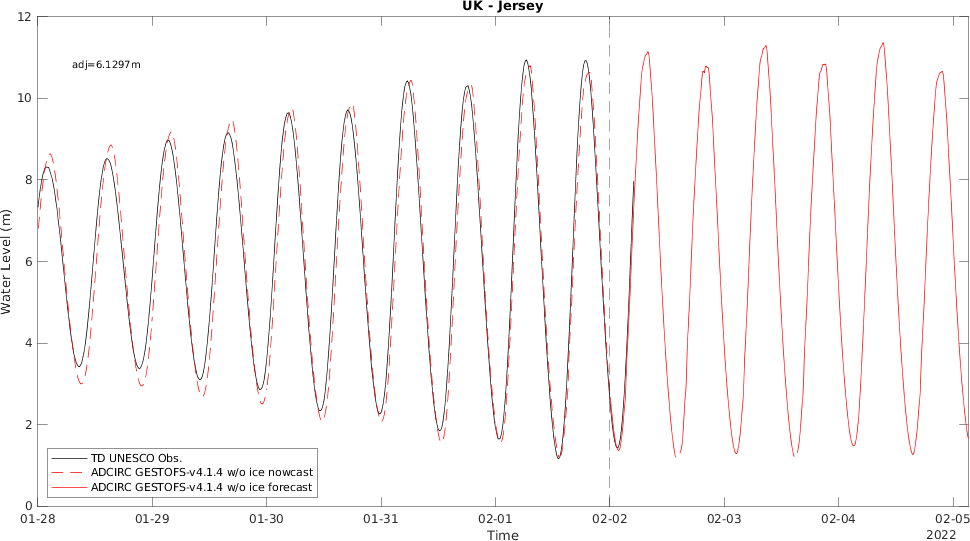 UK - Jersey
12
adj=6.1297m
10
8
6
4
2
0
Water Level (m)
TD UNESCO Obs.
ADCIRC GESTOFS-v4.1.4 w/o ice nowcast
ADCIRC GESTOFS-v4.1.4 w/o ice forecast
01-28 01-29 01-30 01-31 02-01 02-02 02-03 02-04 02-05
Time 2022